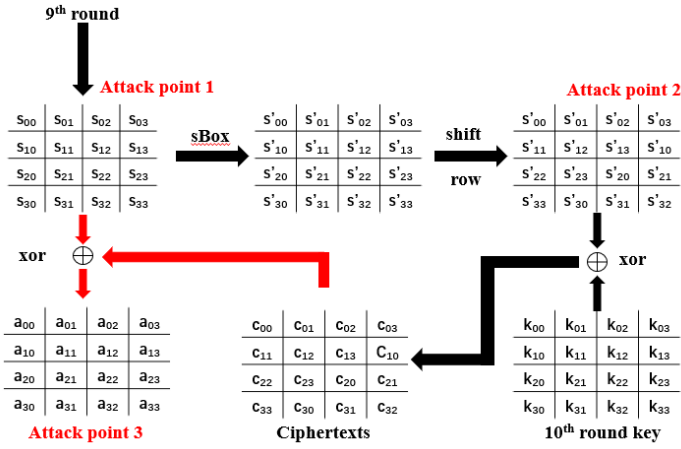 9th round
Attack point 1
Attack point 2
s00 s01 s02 s03
s10 s11 s12 s13
s20 s21 s22 s23
s30 s31 s32 s33
sBox
s’00 s’01 s’02 s’03
s’10 s’11 s’12 s’13
s’20 s’21 s’22 s’23
s’30 s’31 s’32 s’33
shift
row
s’00 s’01 s’02 s’03
s’11 s’12 s’13 s’10
s’22 s’23 s’20 s’21
s’33 s’30 s’31 s’32
xor
xor
a00 a01 a02 a03
a10 a11 a12 a13
a20 a21 a22 a23
a30 a31 a32 a33
c00 c01 c02 c03
c11 c12 c13 C10
c22 c23 c20 c21
c33 c30 c31 c32
k00 k01 k02 k03
k10 k11 k12 k13
k20 k21 k22 k23
k30 k31 k32 k33
Attack point 3
Ciphertexts
10th round key